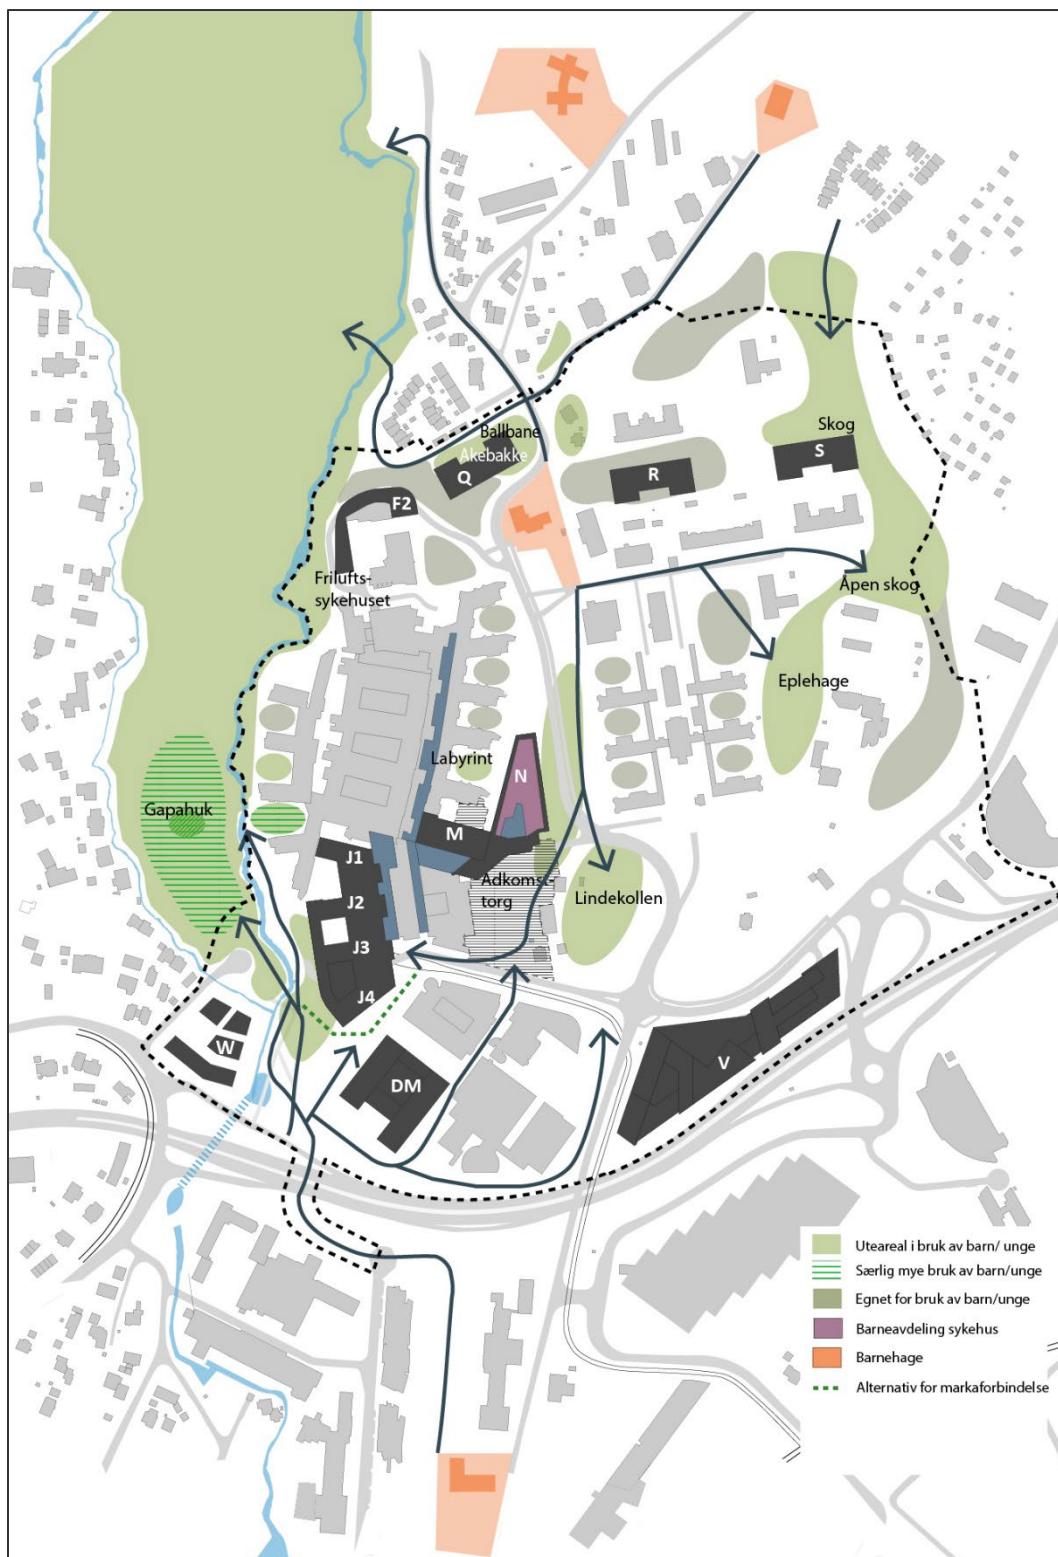 Ballbane
Akebakke
Q
Skog
S
R
F2
Frilufts-
sykehuset
Åpen skog
Eplehage
Labyrint
N
Gapahuk
M
J1
J2
J3
J4
Adkomst-
torg
Lindekollen
W
DM
V
Uteareal i bruk av barn/ unge
Særlig mye bruk av barn/unge
Egnet for bruk av barn/unge
Barneavdeling sykehus
Barnehage
Alternativ for markaforbindelse